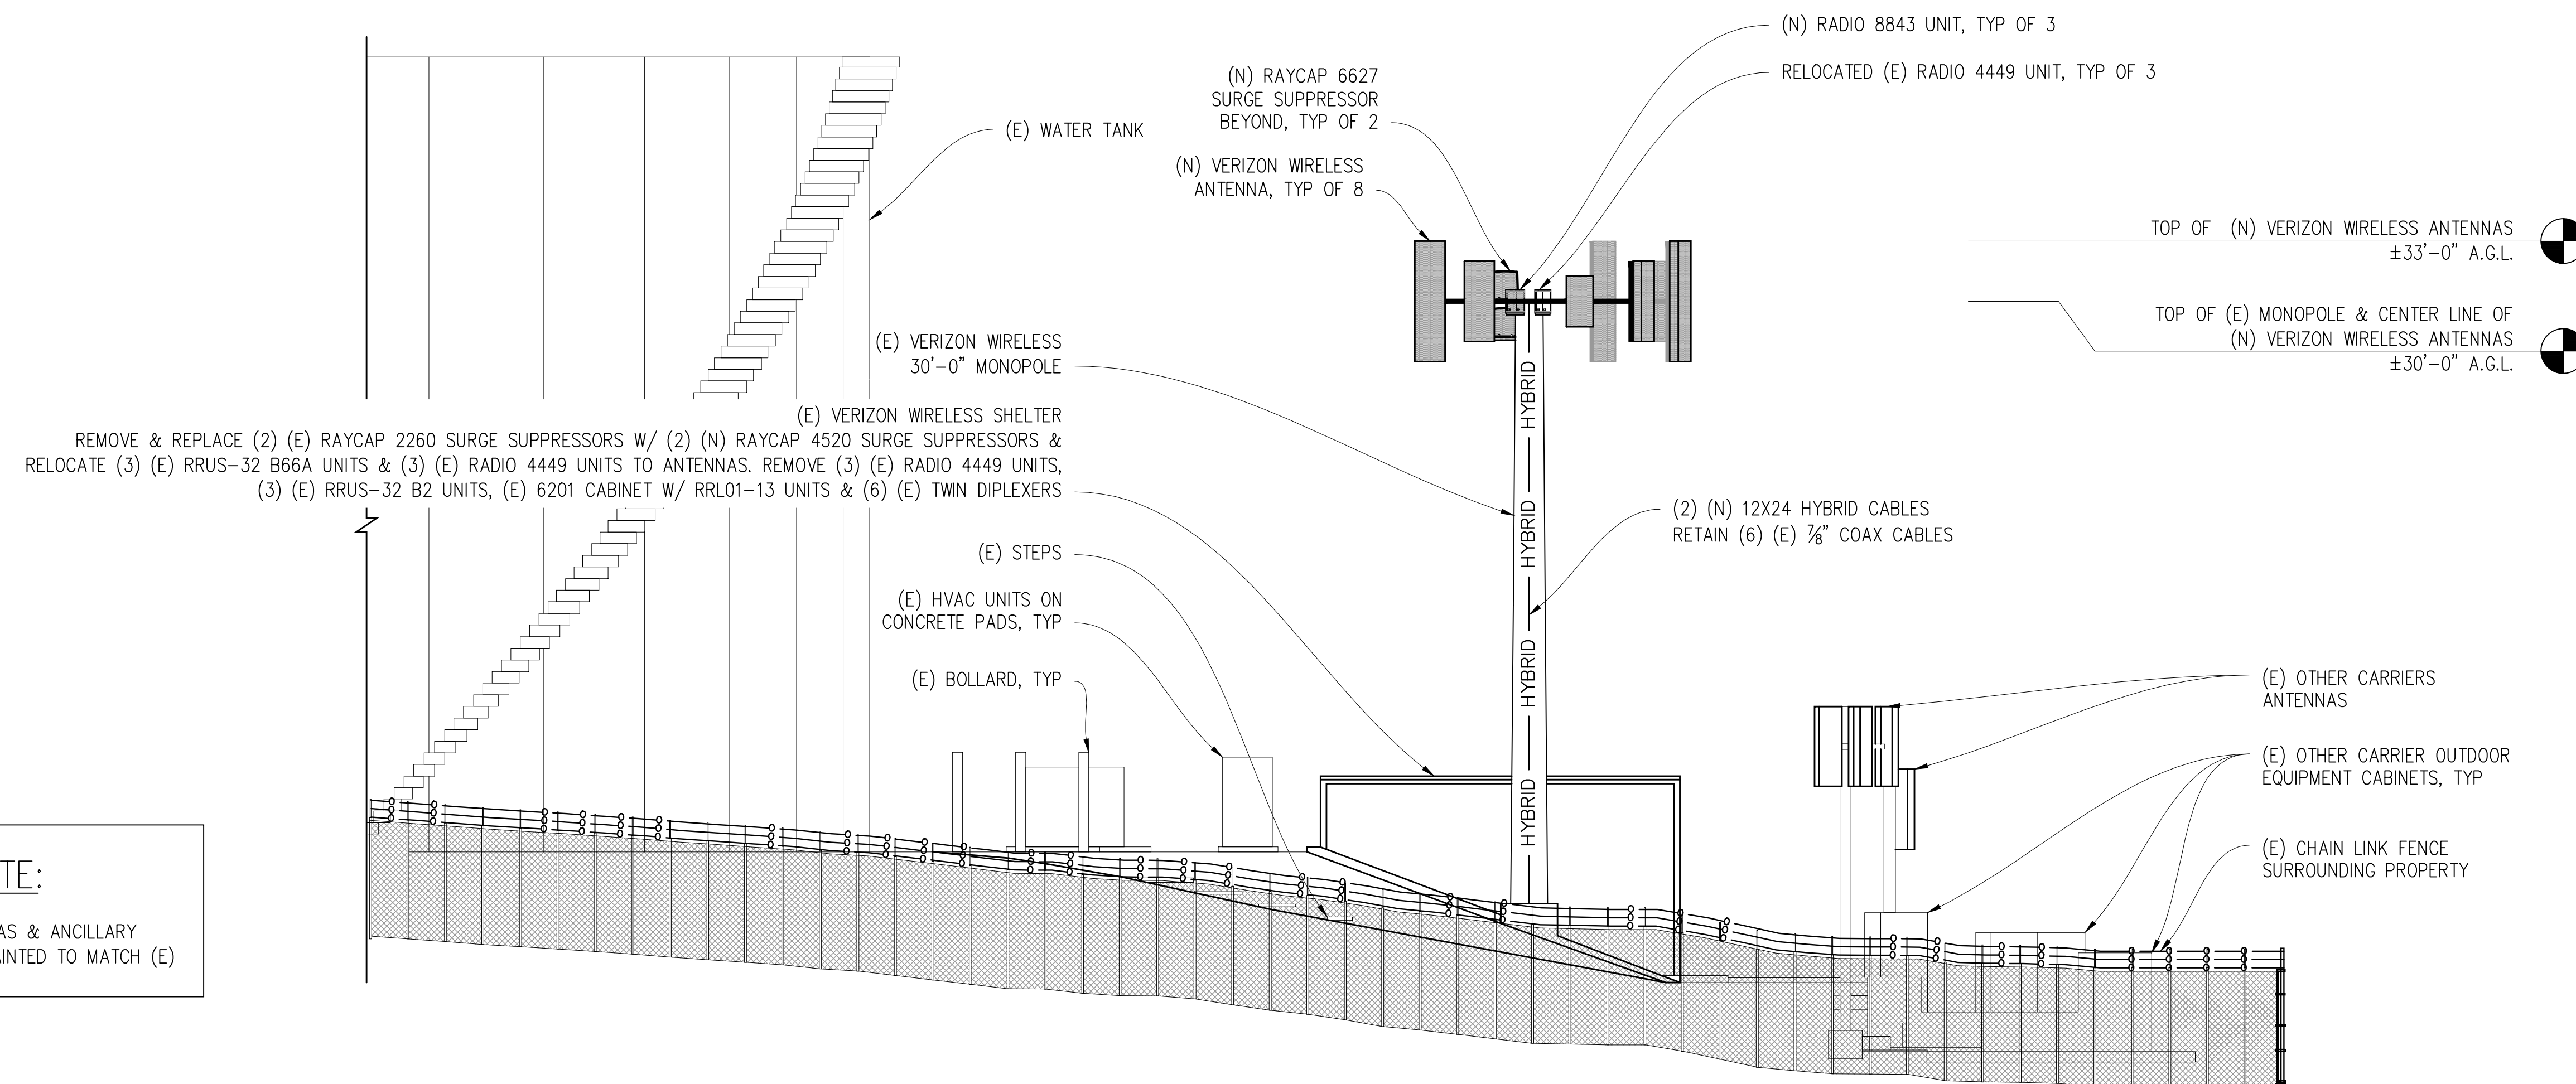 (N) RADIO 8843 UNIT, TYP OF 3
RELOCATED (E) RADIO 4449 UNIT, TYP OF 3
(N) RAYCAP 6627
SURGE SUPPRESSOR
BEYOND, TYP OF 2
(E) WATER TANK
(N) VERIZON WIRELESS
ANTENNA, TYP OF 8
TOP OF (N) VERIZON WIRELESS ANTENNAS
±33'-0" A.G.L.
TOP OF (E) MONOPOLE & CENTER LINE OF
(N) VERIZON WIRELESS ANTENNAS
±30'-0" A.G.L.
(E) VERIZON WIRELESS
30'-0" MONOPOLE
(E) VERIZON WIRELESS SHELTER
REMOVE & REPLACE (2) (E) RAYCAP 2260 SURGE SUPPRESSORS W/ (2) (N) RAYCAP 4520 SURGE SUPPRESSORS &
RELOCATE (3) (E) RRUS-32 B66A UNITS & (3) (E) RADIO 4449 UNITS TO ANTENNAS. REMOVE (3) (E) RADIO 4449 UNITS,
(3) (E) RRUS-32 B2 UNITS, (E) 6201 CABINET W/ RRL01-13 UNITS & (6) (E) TWIN DIPLEXERS
(2) (N) 12X24 HYBRID CABLES
RETAIN (6) (E) ⅞" COAX CABLES
(E) STEPS
(E) HVAC UNITS ON
CONCRETE PADS, TYP
(E) BOLLARD, TYP
HYBRID
HYBRID
HYBRID
HYBRID
HYBRID
(E) OTHER CARRIERS
ANTENNAS
(E) OTHER CARRIER OUTDOOR
EQUIPMENT CABINETS, TYP
(E) CHAIN LINK FENCE
SURROUNDING PROPERTY
TE:
AS & ANCILLARY
AINTED TO MATCH (E)